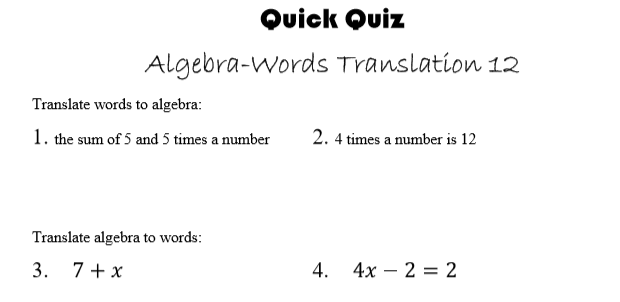 Quick Quiz
Algebra-Words Translation 12
Translate words to algebra:
1. the sum of 5 and 5 times a number 2. 4 times a number is 12
Translate algebra to words:
3. 7 + x 4. 4x − 2 = 2